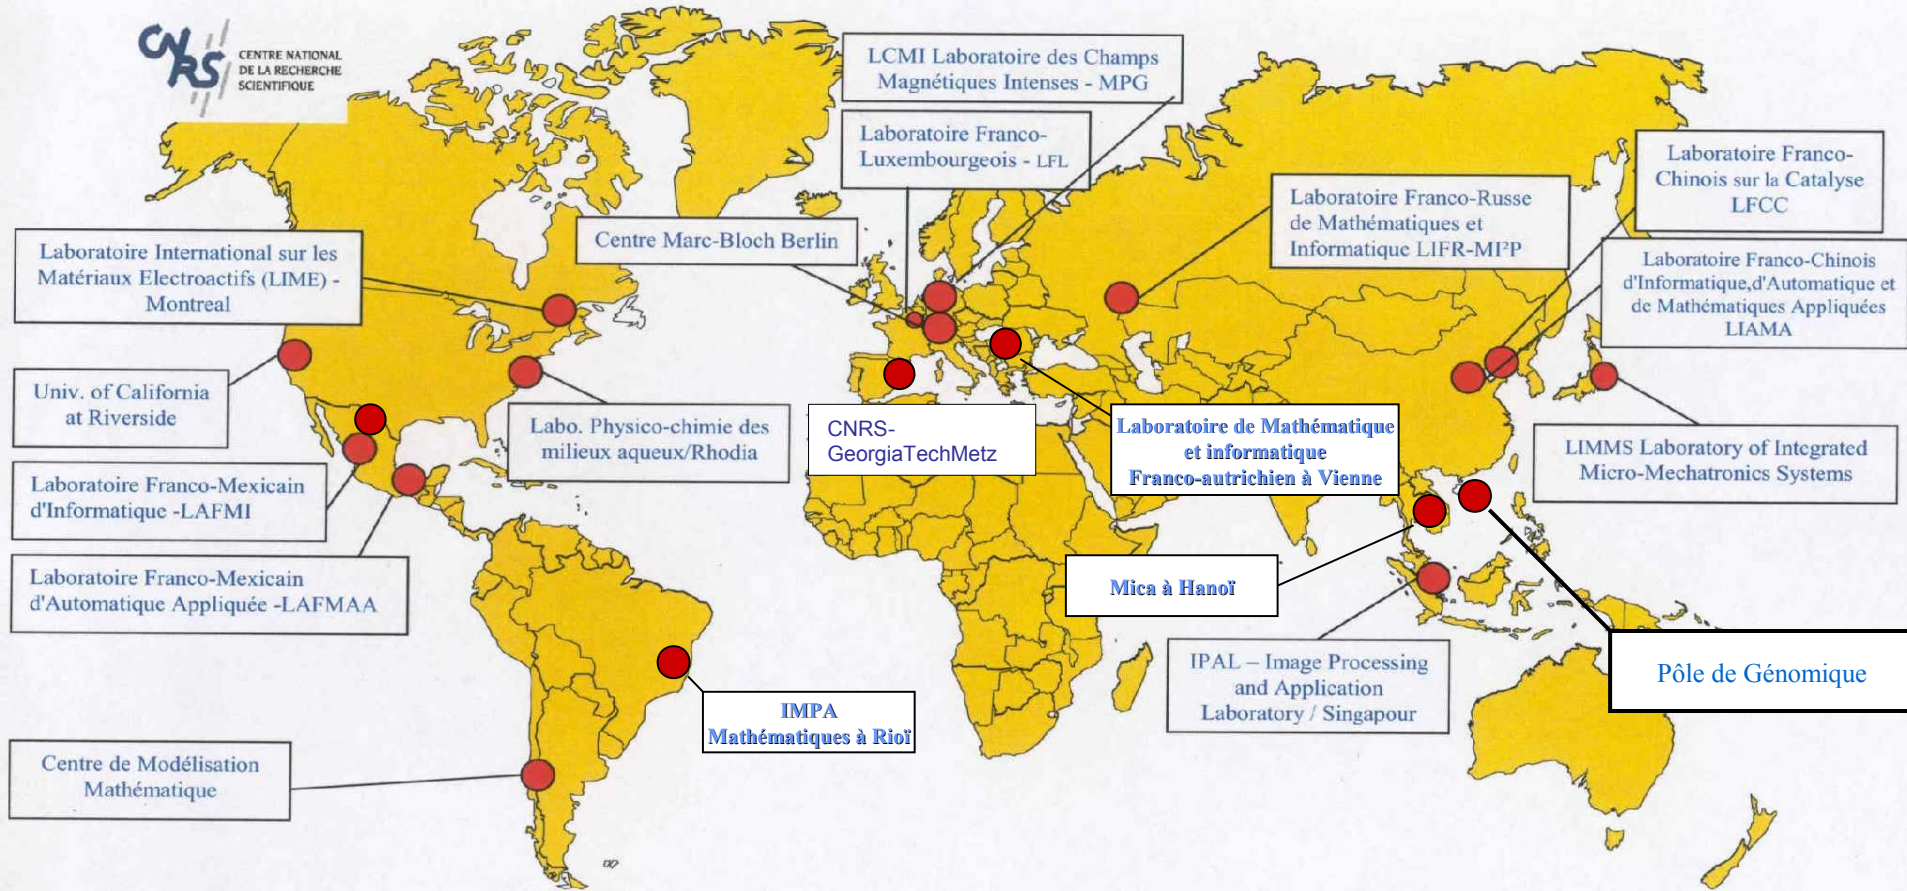 CNRS
CENTRE NATIONAL
DE LA RECHERCHE
SCIENTIFIQUE
LCMI Laboratoire des Champs
Magnétiques Intenses - MPG
Laboratoire Franco-
Luxembourgeois - LFL
Centre Marc-Bloch Berlin
Laboratoire Franco-Russe
de Mathématiques et
Informatique LIFR-MI²P
Laboratoire Franco-
Chinois sur la Catalyse
LFCC
Laboratoire Franco-Chinois
d'Informatique,d'Automatique et
de Mathématiques Appliquées
LIAMA
Laboratoire International sur les
Matériaux Electroactifs (LIME) -
Montreal
Univ. of California
at Riverside
Labo. Physico-chimie des
milieux aqueux/Rhodia
CNRS-
GeorgiaTechMetz
Laboratoire de Mathématique
et informatique
Franco-autrichien à Vienne
LIMMS Laboratory of Integrated
Micro-Mechatronics Systems
Laboratoire Franco-Mexicain
d'Informatique -LAFMI
Laboratoire Franco-Mexicain
d'Automatique Appliquée -LAFMAA
Mica à Hanoï
IPAL – Image Processing
and Application
Laboratory / Singapour
Pôle de Génomique
IMPA
Mathématiques à Rioï
Centre de Modélisation
Mathématique